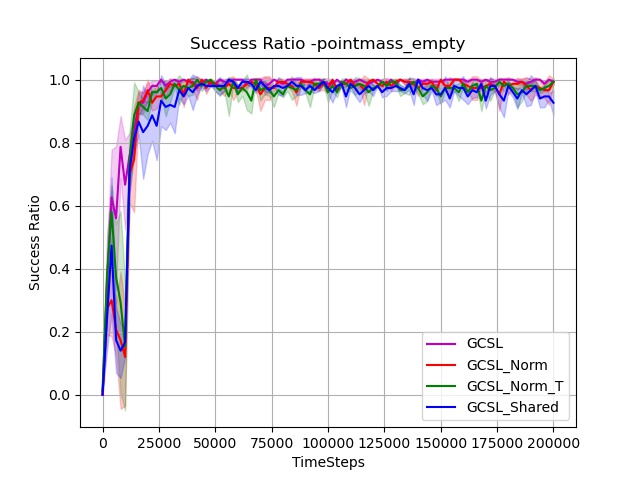 Success Ratio -pointmass_empty
1.0
0.8
0.6
0.4
0.2
0.0
Success Ratio
GCSL
GCSL_Norm
GCSL_Norm_T
GCSL_Shared
0 25000 50000 75000 100000 125000 150000 175000 200000
TimeSteps